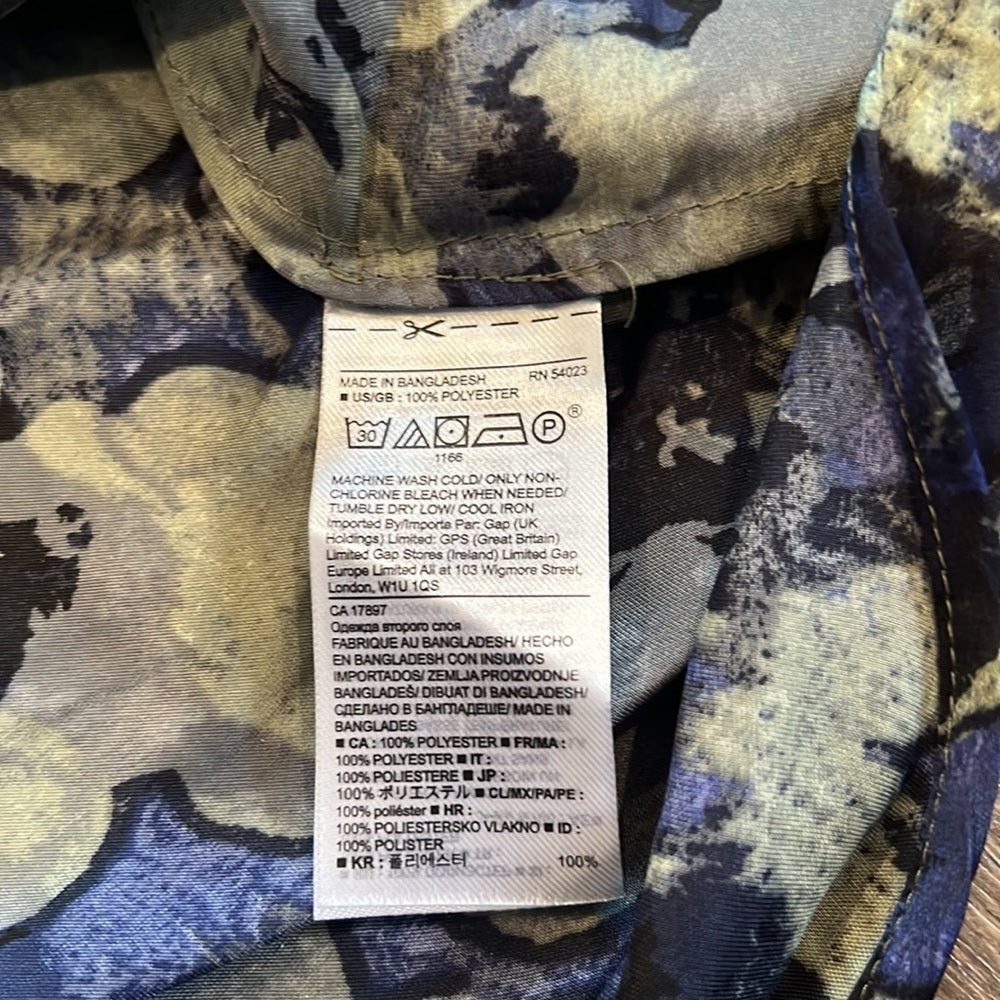 MADE IN BANGLADESH RN 54023
■ US/GB : 100% POLYESTER
30 P ®
1166
MACHINE WASH COLD/ ONLY NON-
CHLORINE BLEACH WHEN NEEDED/
TUMBLE DRY LOW/ COOL IRON
Imported By/Importa Par: Gap (UK
Holdings) Limited: GPS (Great Britain)
Limited Gap Stores (Ireland) Limited Gap
Europe Limited All at 103 Wigmore Street,
London, W1U 1QS
CA 17897
Одежда второго слоя
FABRIQUE AU BANGLADESH/ HECHO
EN BANGLADESH CON INSUMOS
IMPORTADOS/ ZEMLJA PROIZVODNJE
BANGLADEŠ/ DIBUAT DI BANGLADESH/
СДЕЛАНО В БАНГЛАДЕШЕ/ MADE IN
BANGLADES
■ CA : 100% POLYESTER ■ FR/MA :
100% POLYESTER ■ IT :
100% POLIESTERE ■ JP :
100% ポリエステル ■ CL/MX/PA/PE :
100% poliéster ■ HR :
100% POLIESTERSKO VLAKNO ■ ID :
100% POLISTER
■ KR : 폴리에스터 100%